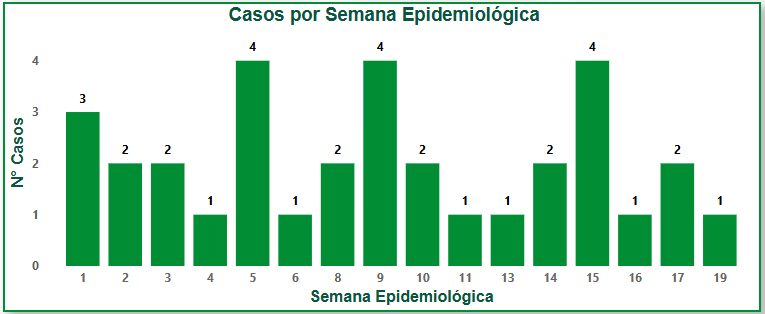 Casos por Semana Epidemiológica
N° Casos
4
3
2
1
0
3 2 2 1 4 1 2 4 2 1 1 2 4 1 2 1
1 2 3 4 5 6 8 9 10 11 13 14 15 16 17 19
Semana Epidemiológica